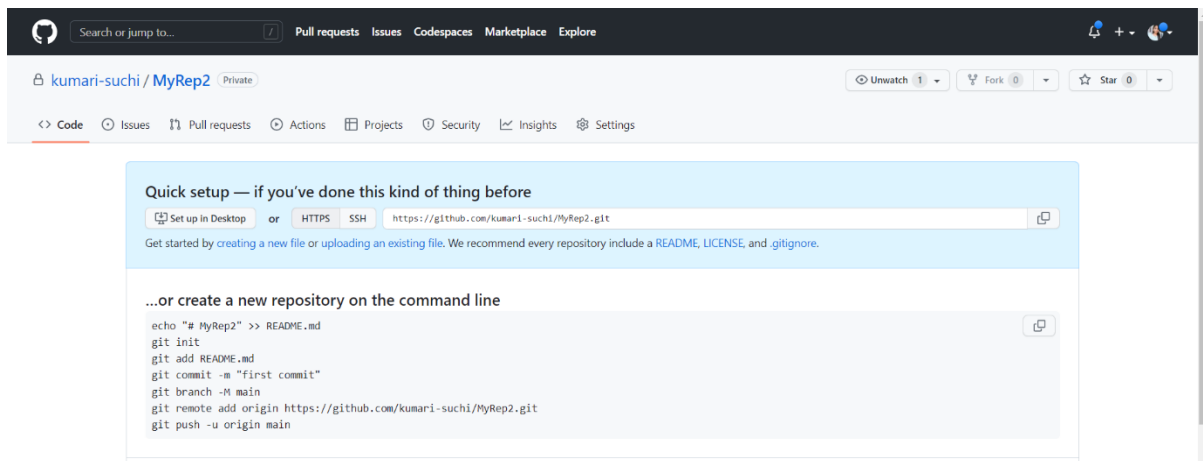 Search or jump to... / Pull requests Issues Codespaces Marketplace Explore
kumari-suchi / MyRep2 Private Unwatch 1 Fork 0 Star 0
<> Code Issues Pull requests Actions Projects Security Insights Settings
Quick setup — if you've done this kind of thing before
Set up in Desktop or HTTPS SSH https://github.com/kumari-suchi/MyRep2.git
Get started by creating a new file or uploading an existing file. We recommend every repository include a README, LICENSE, and .gitignore.
...or create a new repository on the command line
echo "# MyRep2" >> README.md
git init
git add README.md
git commit -m "first commit"
git branch -M main
git remote add origin https://github.com/kumari-suchi/MyRep2.git
git push -u origin main